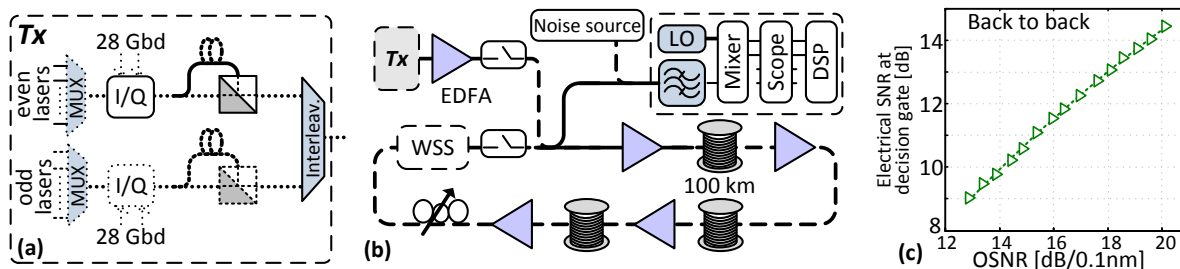 Tx
28 Gbd
even
lasers
MUX
I/Q
odd
lasers
MUX
I/Q
28 Gbd
Interleav.
(a)
Tx
EDFA
Noise source
LO
Mixer
Scope
DSP
WSS
100 km
(b)
Back to back
Electrical SNR at
decision gate [dB]
14
12
10
8
12 14 16 18 20
OSNR [dB/0.1nm]
(c)